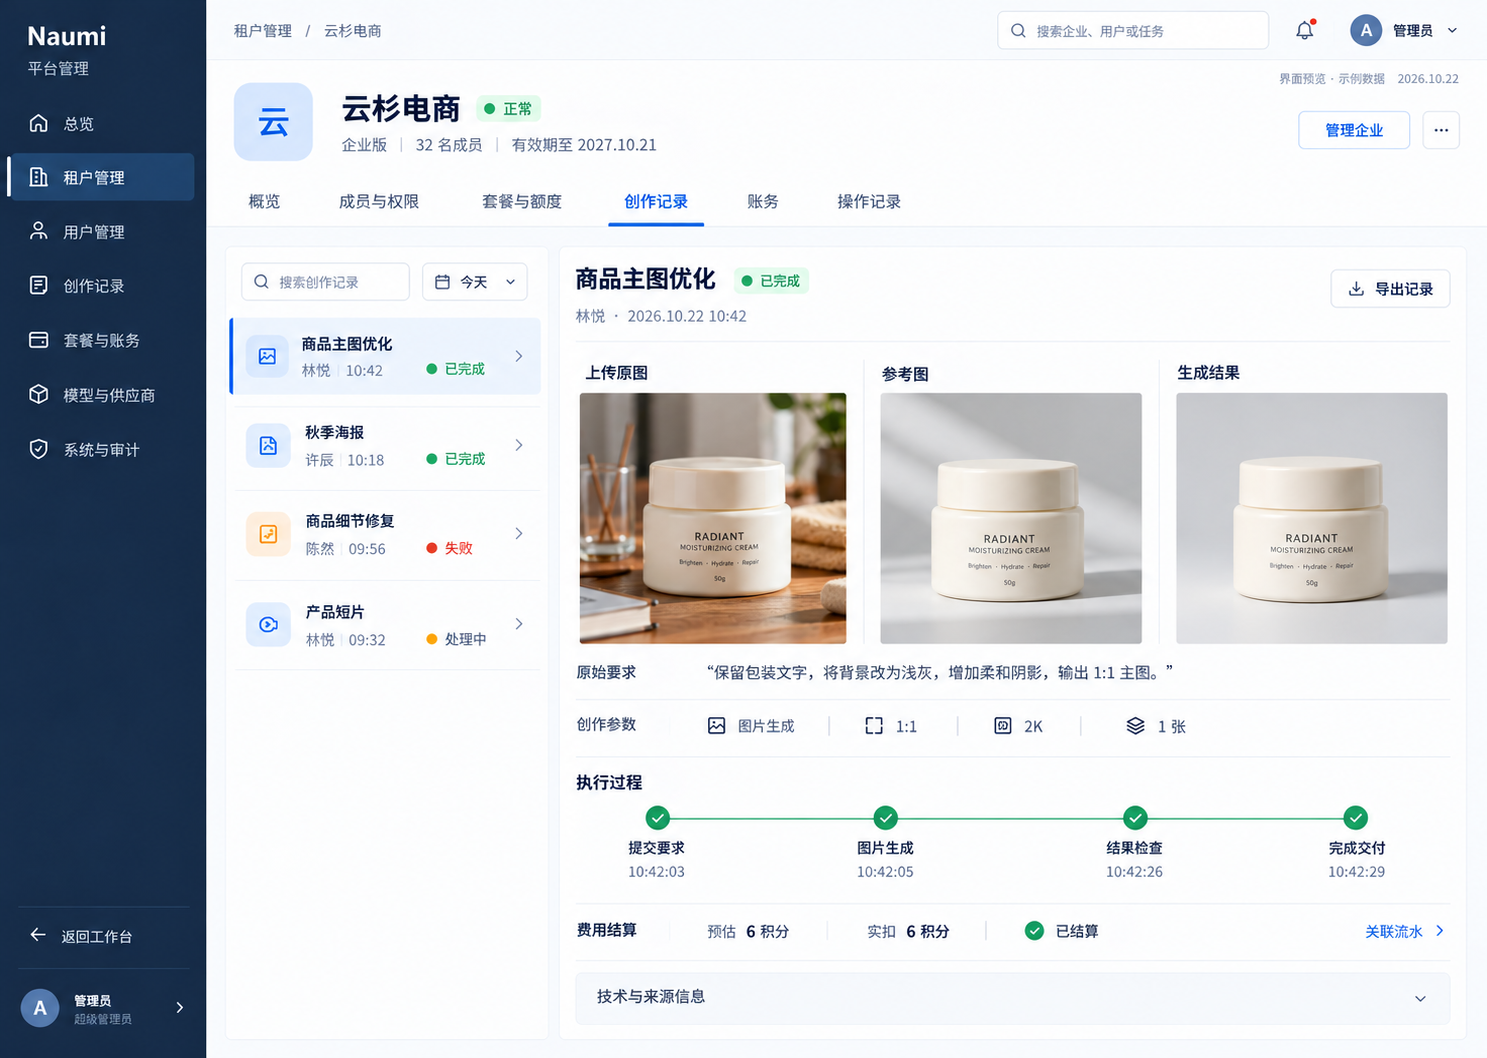 Naumi
平台管理
总览
租户管理
用户管理
创作记录
套餐与账务
模型与供应商
系统与审计
返回工作台
A
管理员
超级管理员
租户管理 / 云杉电商
搜索企业、用户或任务
A 管理员
界面预览 · 示例数据 2026.10.22
云
云杉电商
正常
企业版 | 32 名成员 | 有效期至 2027.10.21
管理企业
...
概览
成员与权限
套餐与额度
创作记录
账务
操作记录
搜索创作记录
今天
商品主图优化
林悦 | 10:42
已完成
秋季海报
许辰 | 10:18
已完成
商品细节修复
陈然 | 09:56
失败
产品短片
林悦 | 09:32
处理中
商品主图优化
已完成
林悦 · 2026.10.22 10:42
导出记录
上传原图
RADIANT
MOISTURIZING CREAM
Brighten · Hydrate · Repair
50g
参考图
RADIANT
MOISTURIZING CREAM
Brighten · Hydrate · Repair
50g
生成结果
RADIANT
MOISTURIZING CREAM
Brighten · Hydrate · Repair
50g
原始要求
“保留包装文字，将背景改为浅灰，增加柔和阴影，输出 1:1 主图。”
创作参数
图片生成
1:1
2K
1 张
执行过程
提交要求
10:42:03
图片生成
10:42:05
结果检查
10:42:26
完成交付
10:42:29
费用结算
预估 6 积分
实扣 6 积分
已结算
关联流水
技术与来源信息